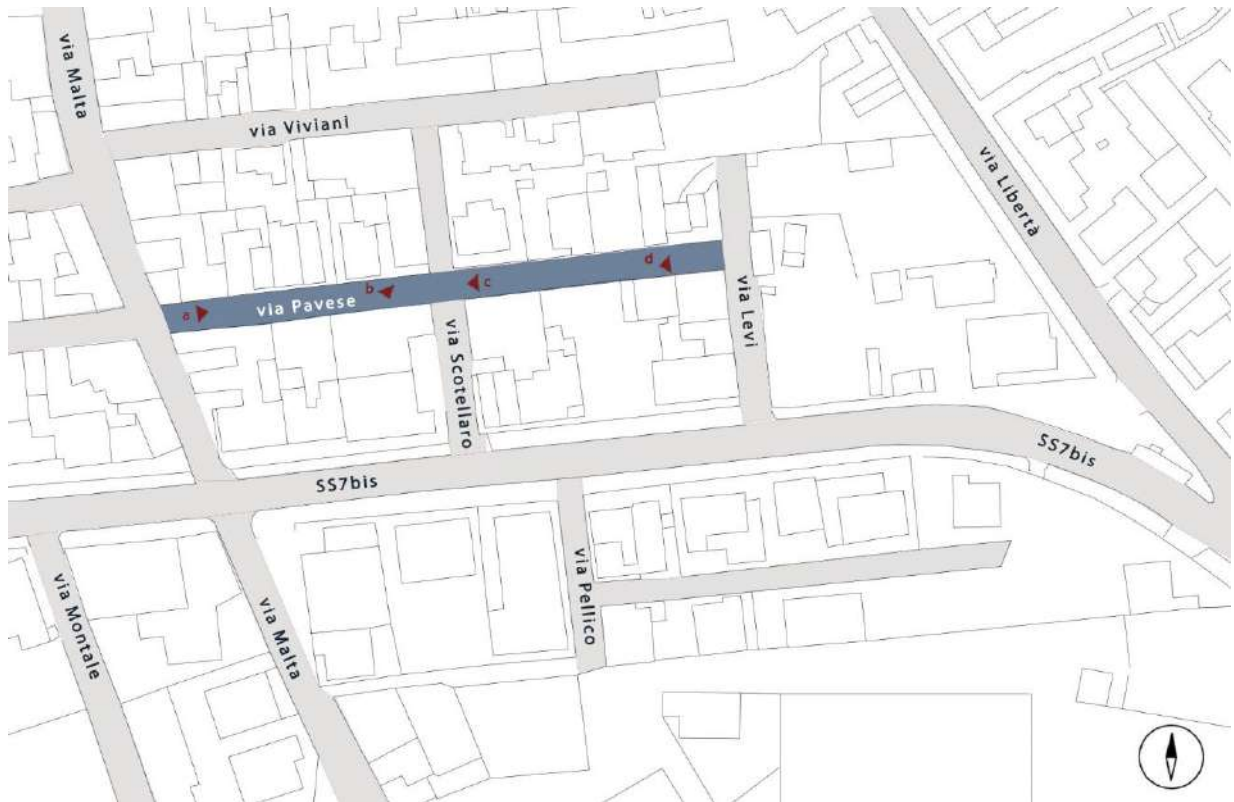 via Malta
via Viviani
via Libertà
d
c
b
via Pavese
a
via Levi
via Scotellaro
SS7bis
SS7bis
via Pellico
via Montale
via Malta